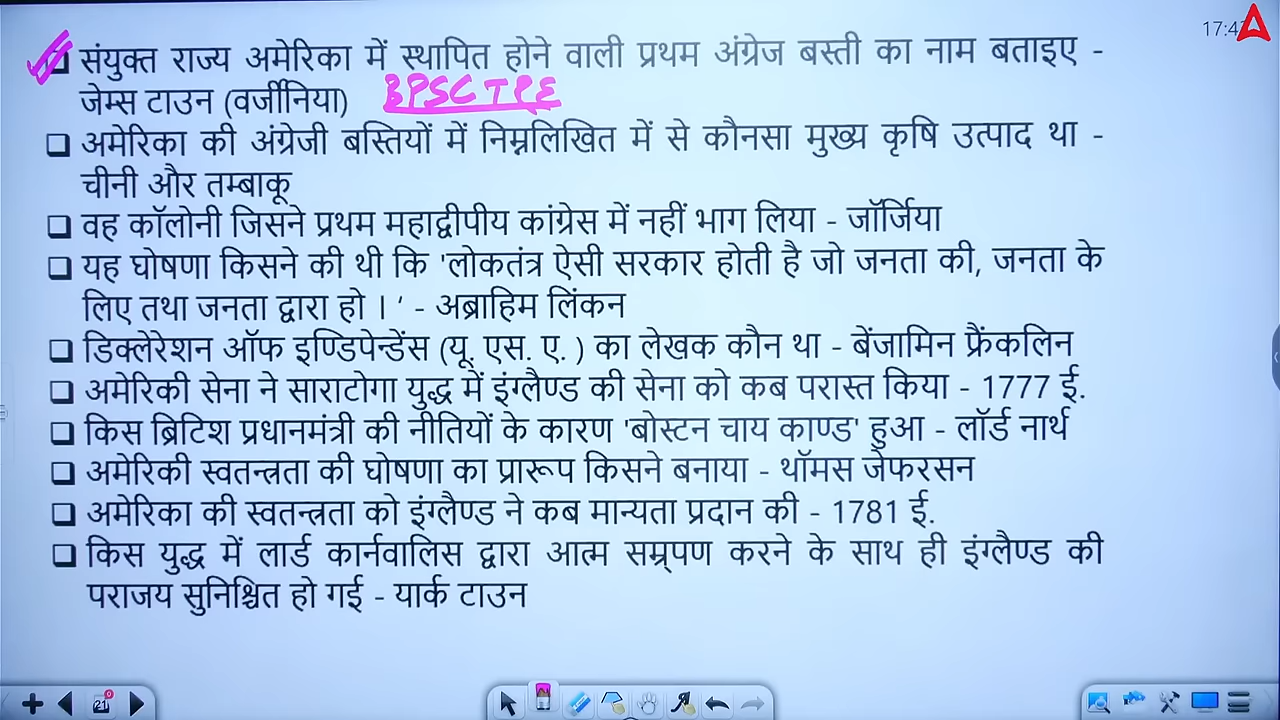 17:4
संयुक्त राज्य अमेरिका में स्थापित होने वाली प्रथम अंग्रेज बस्ती का नाम बताइए -
जेम्स टाउन (वर्जीनिया) BPSC TRE
अमेरिका की अंग्रेजी बस्तियों में निम्नलिखित में से कौनसा मुख्य कृषि उत्पाद था -
चीनी और तम्बाकू
वह कॉलोनी जिसने प्रथम महाद्वीपीय कांग्रेस में नहीं भाग लिया - जॉर्जिया
यह घोषणा किसने की थी कि 'लोकतंत्र ऐसी सरकार होती है जो जनता की, जनता के
लिए तथा जनता द्वारा हो । ’ - अब्राहिम लिंकन
डिक्लेरेशन ऑफ इण्डिपेन्डेंस (यू. एस. ए. ) का लेखक कौन था - बेंजामिन फ्रैंकलिन
अमेरिकी सेना ने साराटोगा युद्ध में इंग्लैण्ड की सेना को कब परास्त किया - 1777 ई.
किस ब्रिटिश प्रधानमंत्री की नीतियों के कारण 'बोस्टन चाय काण्ड' हुआ - लॉर्ड नार्थ
अमेरिकी स्वतन्त्रता की घोषणा का प्रारूप किसने बनाया - थॉमस जेफरसन
अमेरिका की स्वतन्त्रता को इंग्लैण्ड ने कब मान्यता प्रदान की - 1781 ई.
किस युद्ध में लार्ड कार्नवालिस द्वारा आत्म सम्र्पण करने के साथ ही इंग्लैण्ड की
पराजय सुनिश्चित हो गई - यार्क टाउन
21